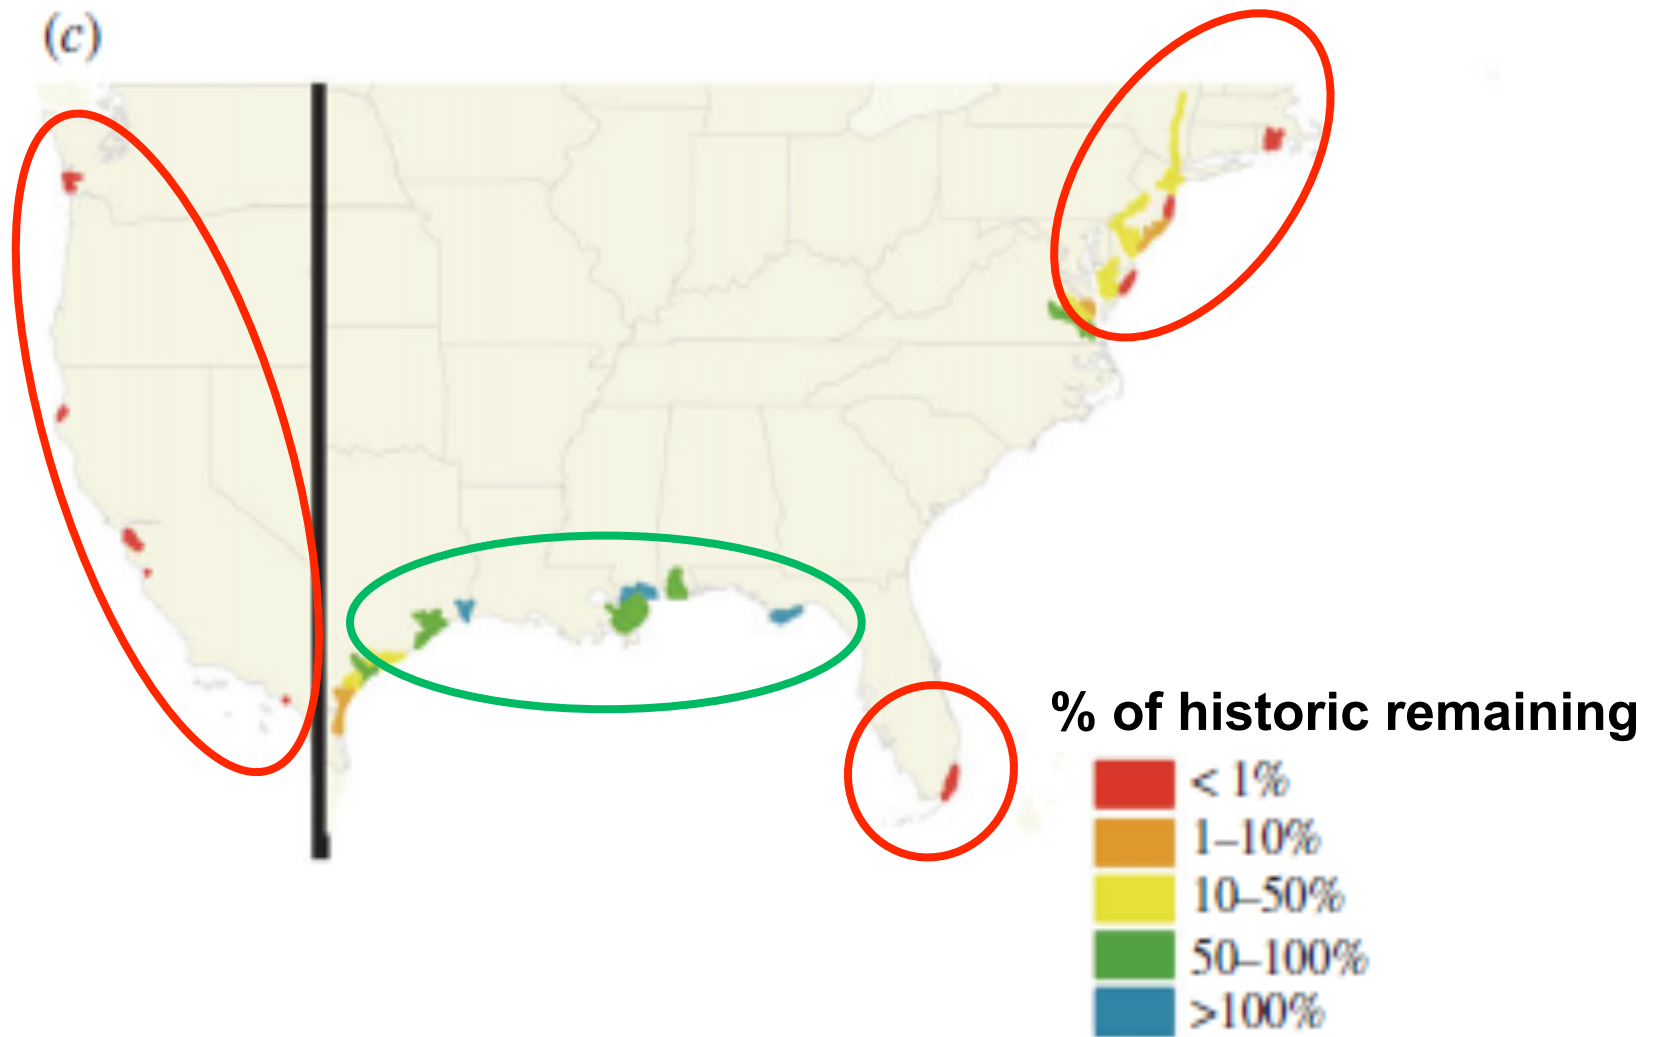 (c)
% of historic remaining
< 1%
1–10%
10–50%
50–100%
>100%